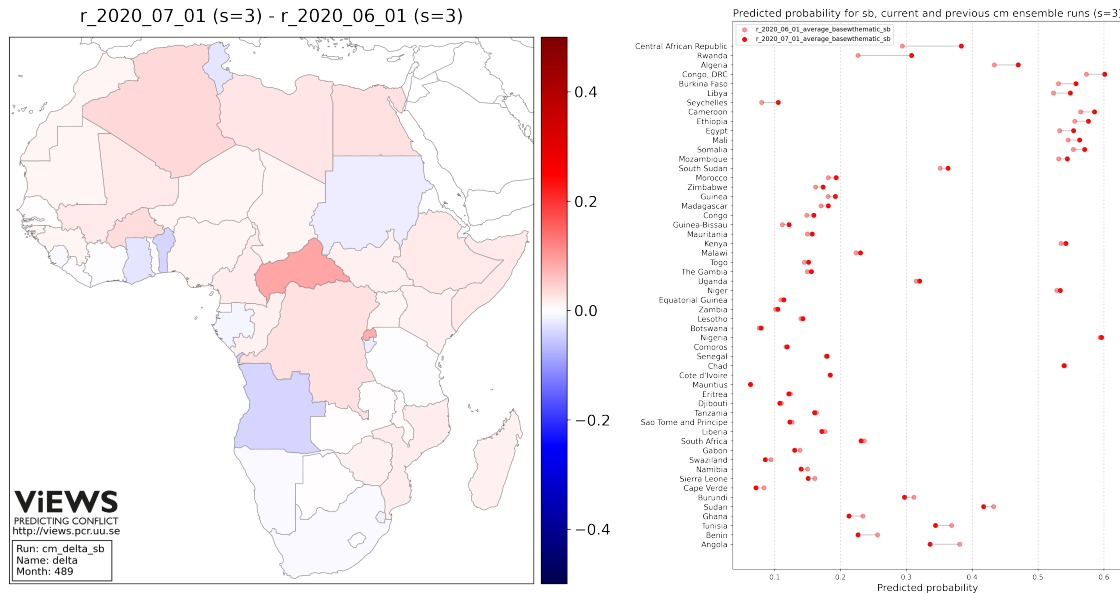 r_2020_07_01 (s=3) - r_2020_06_01 (s=3)
0.4
0.2
0.0
−0.2
−0.4
ViEWS
PREDICTING CONFLICT
http://views.pcr.uu.se
Run: cm_delta_sb
Name: delta
Month: 489
Predicted probability for sb, current and previous cm ensemble runs (s=3)
r_2020_06_01_average_basewthematic_sb
r_2020_07_01_average_basewthematic_sb
Central African Republic
Rwanda
Algeria
Congo, DRC
Burkina Faso
Libya
Seychelles
Cameroon
Ethiopia
Egypt
Mali
Somalia
Mozambique
South Sudan
Morocco
Zimbabwe
Guinea
Madagascar
Congo
Guinea-Bissau
Mauritania
Kenya
Malawi
Togo
The Gambia
Uganda
Niger
Equatorial Guinea
Zambia
Lesotho
Botswana
Nigeria
Comoros
Senegal
Chad
Cote d'Ivoire
Mauritius
Eritrea
Djibouti
Tanzania
Sao Tome and Principe
Liberia
South Africa
Gabon
Swaziland
Namibia
Sierra Leone
Cape Verde
Burundi
Sudan
Ghana
Tunisia
Benin
Angola
0.1 0.2 0.3 0.4 0.5 0.6
Predicted probability